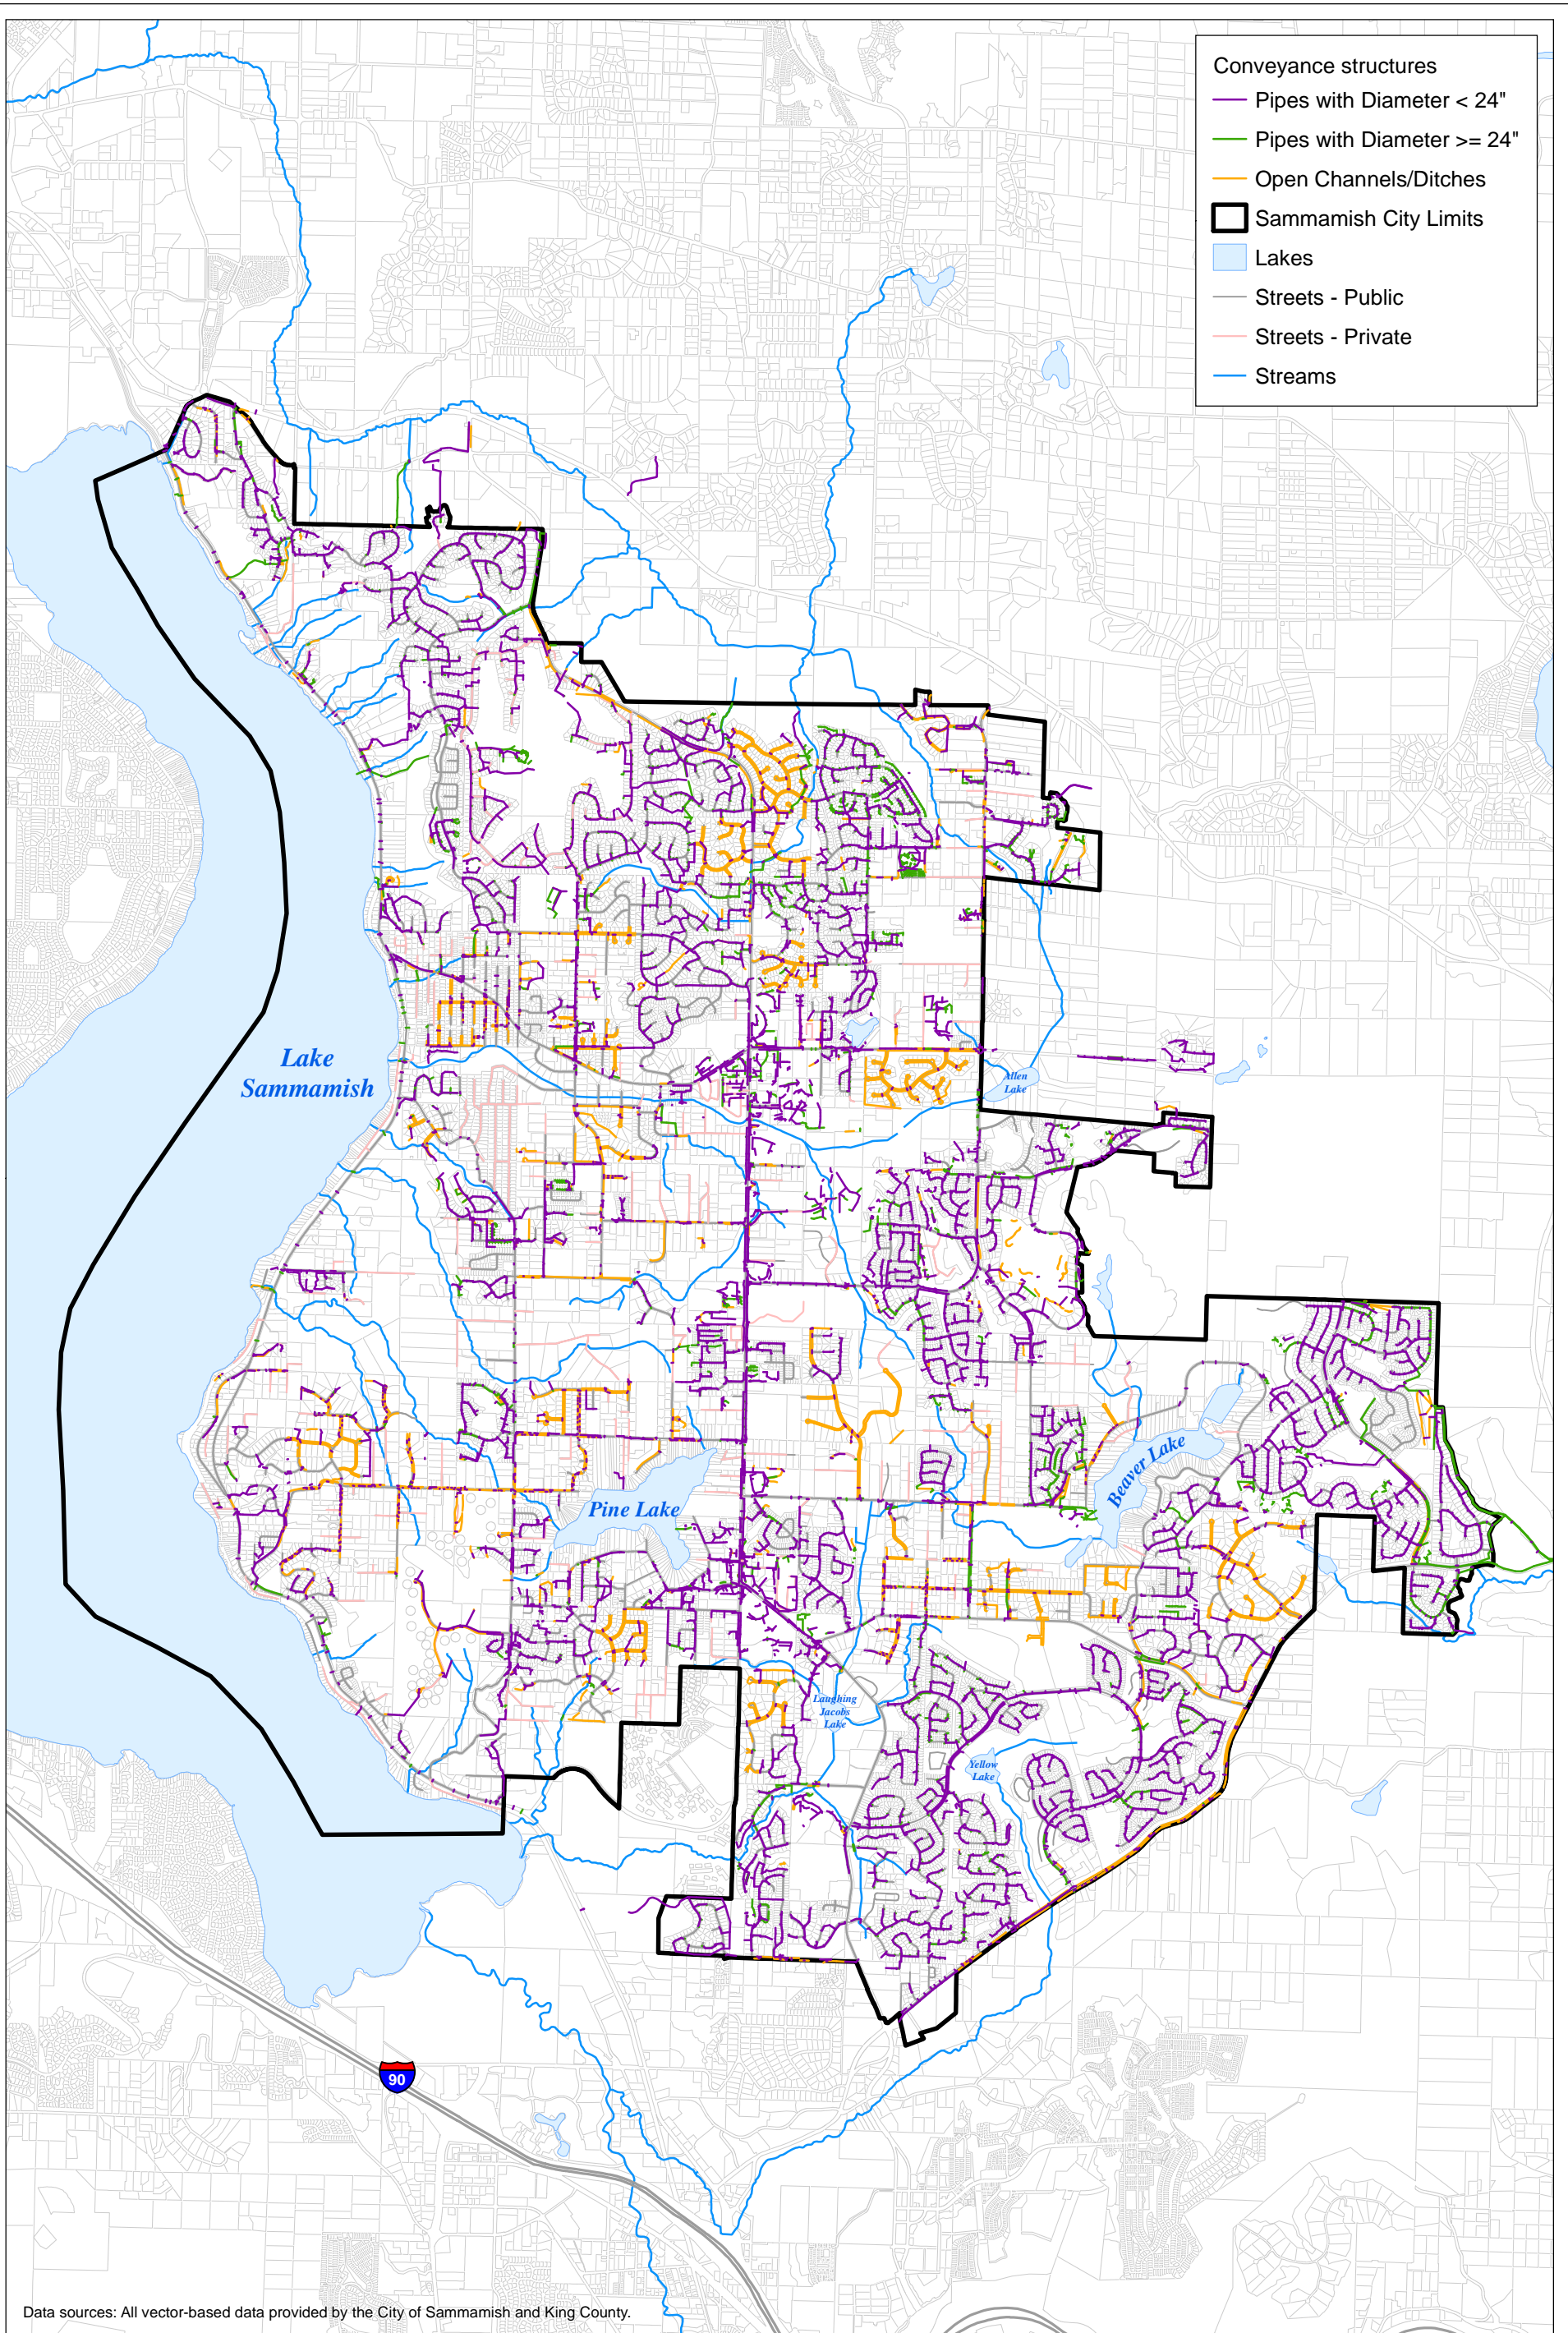 Conveyance structures
Pipes with Diameter < 24"
Pipes with Diameter >= 24"
Open Channels/Ditches
Sammamish City Limits
Lakes
Streets - Public
Streets - Private
Streams
Lake
Sammamish
Allen
Lake
Beaver Lake
Pine Lake
Laughing
Jacobs
Lake
Yellow
Lake
90
Data sources: All vector-based data provided by the City of Sammamish and King County.